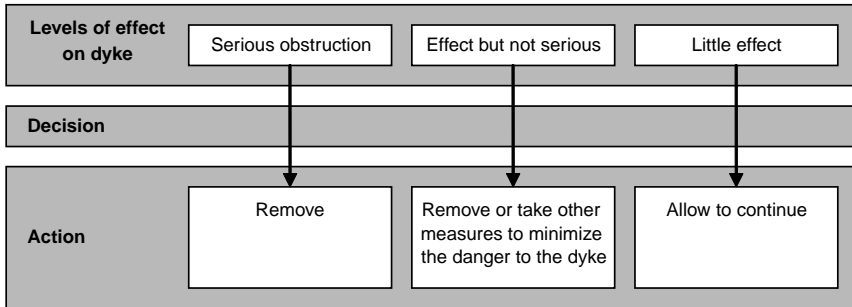 Levels of effect
on dyke
Serious obstruction
Effect but not serious
Little effect
Decision
Action
Remove
Remove or take other
measures to minimize
the danger to the dyke
Allow to continue